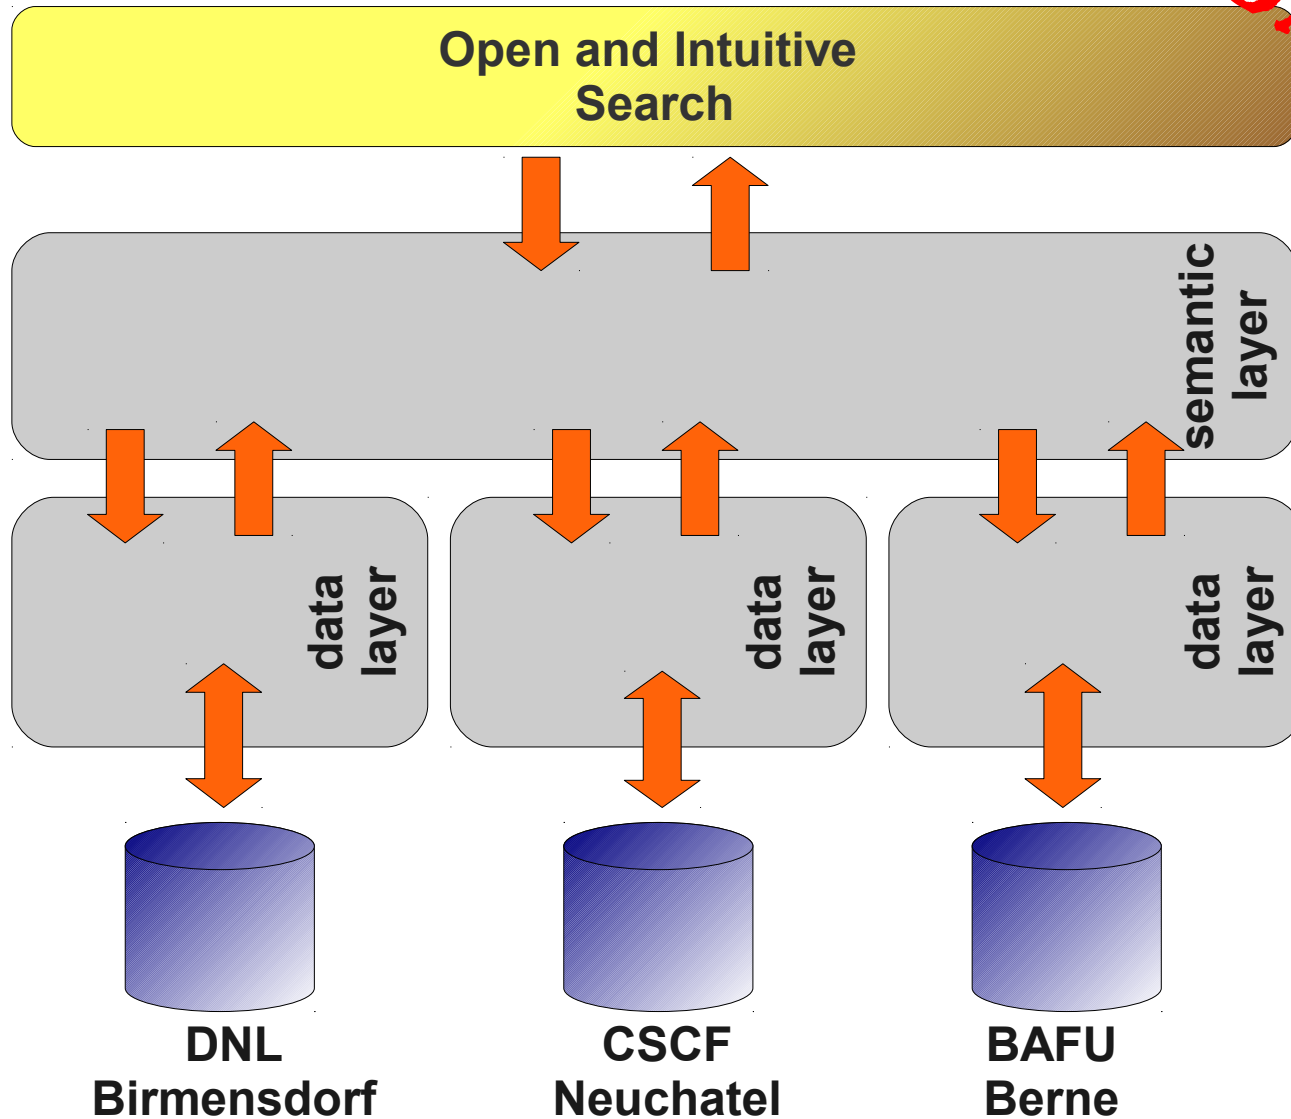 Open and Intuitive
Search
semantic
layer
data
layer
data
layer
data
layer
DNL
Birmensdorf
CSCF
Neuchatel
BAFU
Berne